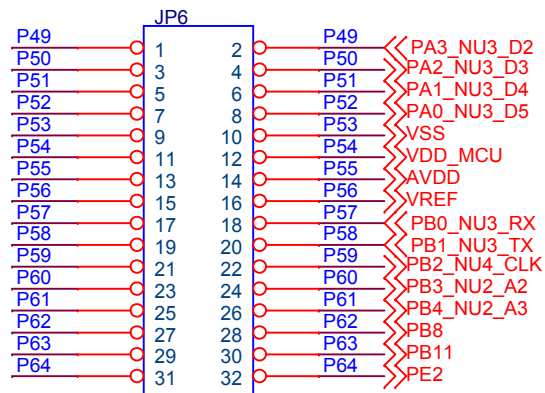 JP6
P49 1 2 P49 PA3_NU3_D2
P50 3 4 P50 PA2_NU3_D3
P51 5 6 P51 PA1_NU3_D4
P52 7 8 P52 PA0_NU3_D5
P53 9 10 P53 VSS
P54 11 12 P54 VDD_MCU
P55 13 14 P55 AVDD
P56 15 16 P56 VREF
P57 17 18 P57 PB0_NU3_RX
P58 19 20 P58 PB1_NU3_TX
P59 21 22 P59 PB2_NU4_CLK
P60 23 24 P60 PB3_NU2_A2
P61 25 26 P61 PB4_NU2_A3
P62 27 28 P62 PB8
P63 29 30 P63 PB11
P64 31 32 P64 PE2